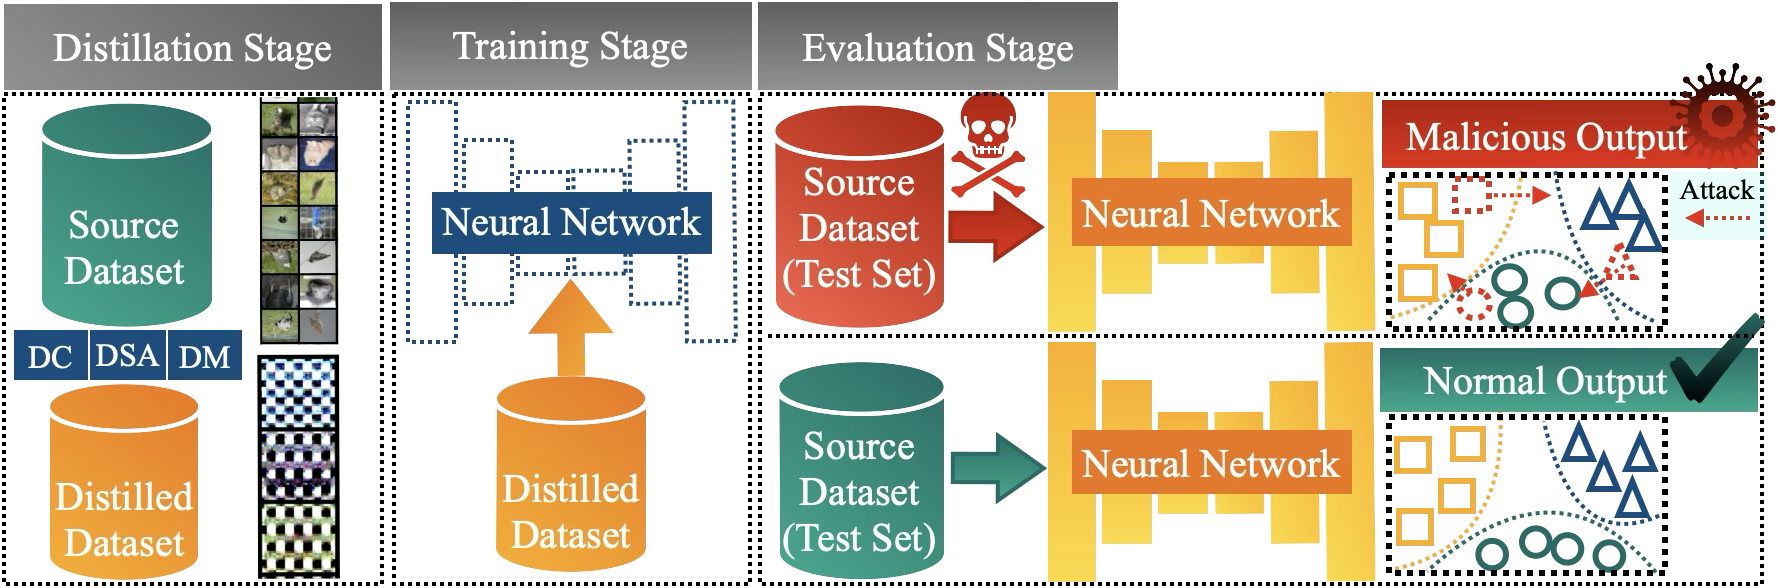 Distillation Stage
Training Stage
Evaluation Stage
Source
Dataset
DC
DSA
DM
Distilled
Dataset
Neural Network
Distilled
Dataset
Source
Dataset
(Test Set)
Neural Network
Malicious Output
Attack
Source
Dataset
(Test Set)
Neural Network
Normal Output